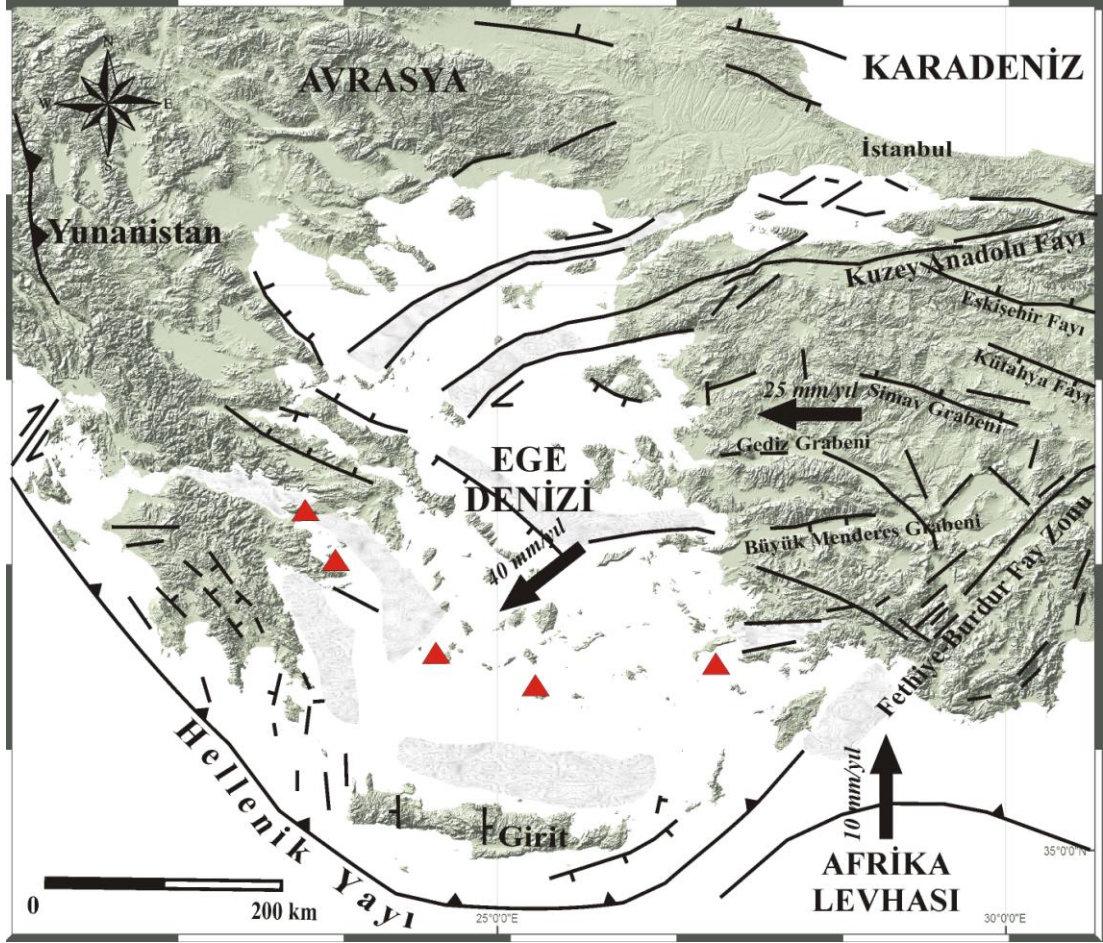 N
W E
S
AVRASYA
KARADENİZ
İstanbul
Yunanistan
Kuzey Anadolu Fayı
Eskişehir Fayı
Kütahya Fayı
25 mm/yıl
Simav Grabeni
Gediz Grabeni
EGE
DENİZİ
40 mm/yıl
Büyük Menderes Grabeni
Fethiye-Burdur Fay Zonu
Hellenik Yayı
Girit
10 mm/yıl
AFRİKA
LEVHASI
35°0'0"N
0 200 km
25°0'0"E
30°0'0"E